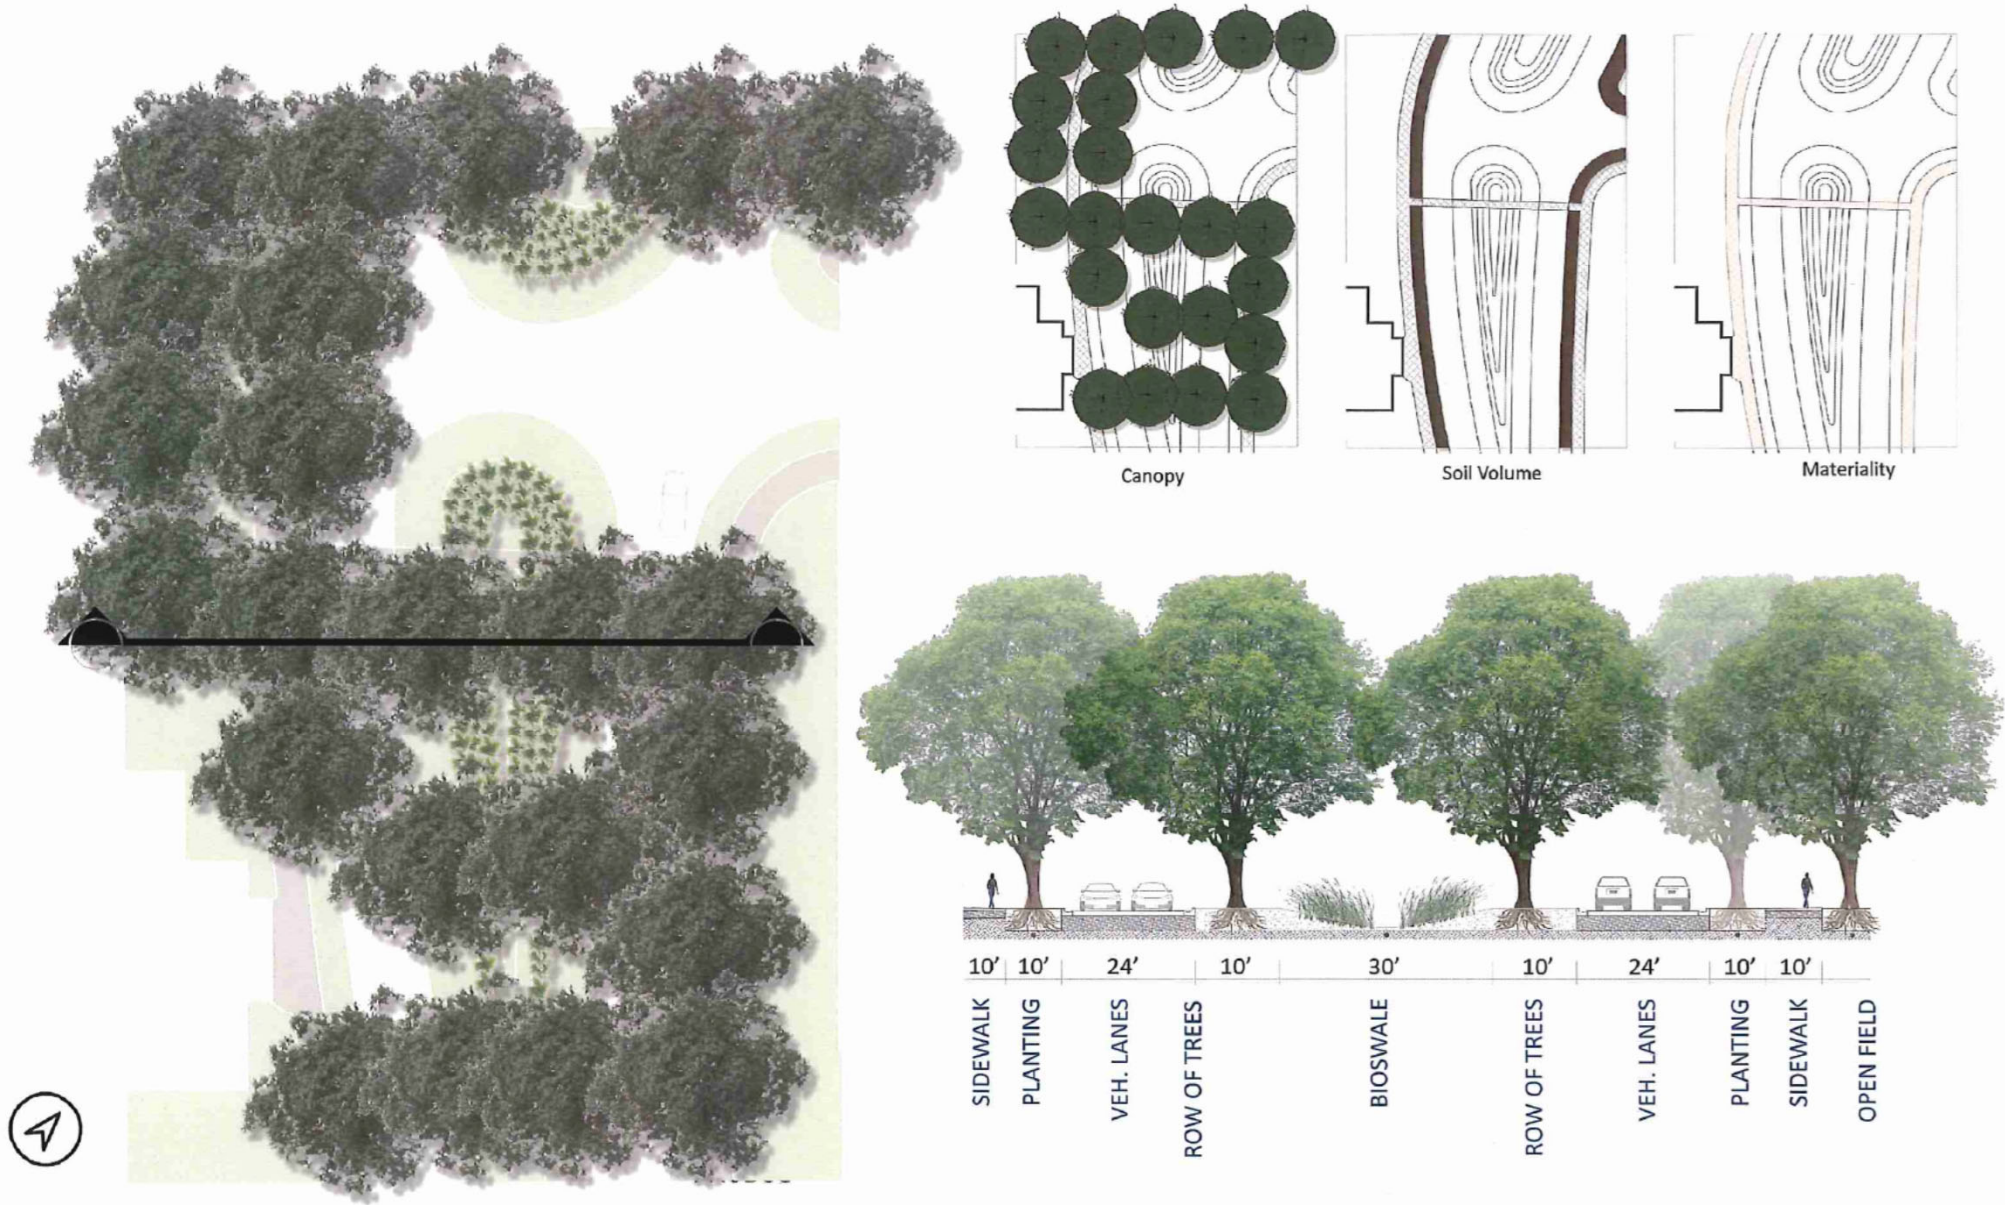 Canopy
Soil Volume
Materiality
10’ 10’ 24’ 10’ 30’ 10’ 24’ 10’ 10’
SIDEWALK
PLANTING
VEH. LANES
ROW OF TREES
BIOSWALE
ROW OF TREES
VEH. LANES
PLANTING
SIDEWALK
OPEN FIELD